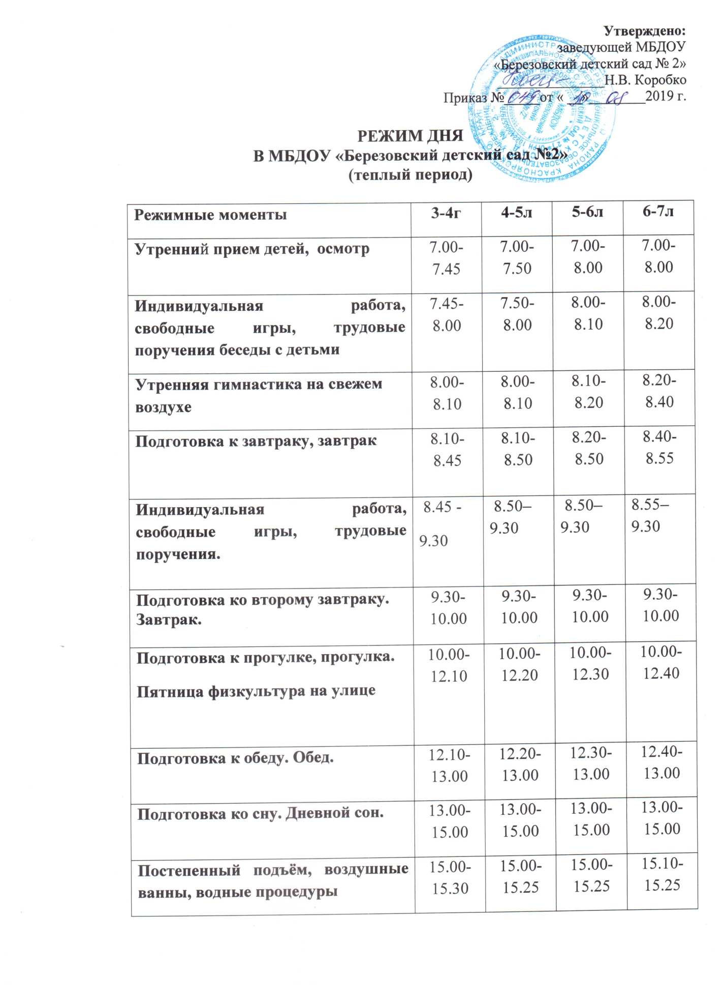 Утверждено:
заведующей МБДОУ
«Березовский детский сад № 2»
Н.В. Коробко
Приказ № 049 от « 30 » 08 2019 г.
РЕЖИМ ДНЯ
В МБДОУ «Березовский детский сад №2»
(теплый период)
Режимные моменты 3-4г 4-5л 5-6л 6-7л
Утренний прием детей, осмотр 7.00- 7.00- 7.00- 7.00-
7.45 7.50 8.00 8.00
Индивидуальная работа, 7.45- 7.50- 8.00- 8.00-
свободные игры, трудовые 8.00 8.00 8.10 8.20
поручения беседы с детьми
Утренняя гимнастика на свежем 8.00- 8.00- 8.10- 8.20-
воздухе 8.10 8.10 8.20 8.40
Подготовка к завтраку, завтрак 8.10- 8.10- 8.20- 8.40-
8.45 8.50 8.50 8.55
Индивидуальная работа, 8.45 - 8.50– 8.50– 8.55–
свободные игры, трудовые 9.30 9.30 9.30 9.30
поручения.
Подготовка ко второму завтраку. 9.30- 9.30- 9.30- 9.30-
Завтрак. 10.00 10.00 10.00 10.00
Подготовка к прогулке, прогулка. 10.00- 10.00- 10.00- 10.00-
12.10 12.20 12.30 12.40
Пятница физкультура на улице
Подготовка к обеду. Обед. 12.10- 12.20- 12.30- 12.40-
13.00 13.00 13.00 13.00
Подготовка ко сну. Дневной сон. 13.00- 13.00- 13.00- 13.00-
15.00 15.00 15.00 15.00
Постепенный подъём, воздушные 15.00- 15.00- 15.00- 15.10-
ванны, водные процедуры 15.30 15.25 15.25 15.25